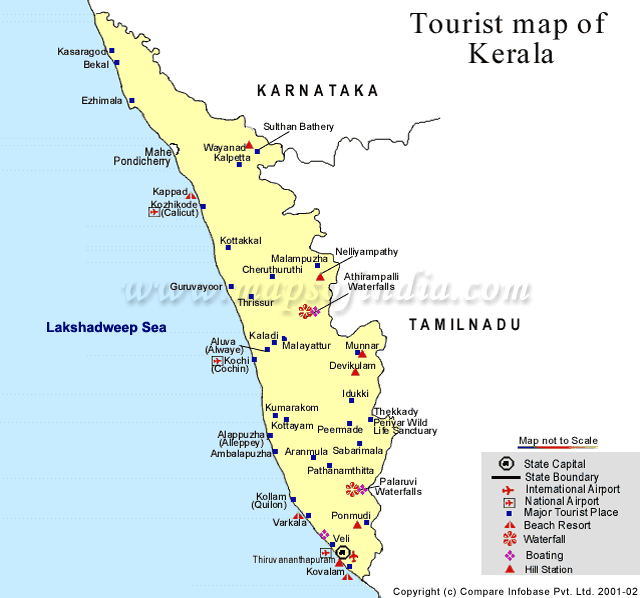 Tourist map of
Kerala
Kasaragod
Bekal
Ezhimala
KARNATAKA
Sulthan Bathery
Mahe
Pondicherry
Wayanad
Kalpetta
Kappad
Kozhikode
(Calicut)
Kottakkal
Nelliyampathy
Malampuzha
Cheruthuruthi
Athirampalli
Waterfalls
Guruvayoor
Thrissur
www.mapsofindia.com
Lakshadweep Sea
TAMILNADU
Aluva
(Alwaye)
Kaladi
Malayattur
Munnar
Kochi
(Cochin)
Devikulam
Idukki
Kumarakom
Kottayam
Thekkady
Periyar Wild
Life Sanctuary
Peermade
Alappuzha
(Alleppey)
Ambalapuzha
Sabarimala
Aranmula
Pathanamthitta
Palaruvi
Waterfalls
Kollam
(Quilon)
Varkala
Ponmudi
Veli
Thiruvananthapuram
Kovalam
Map not to Scale
State Capital
State Boundary
International Airport
National Airport
Major Tourist Place
Beach Resort
Waterfall
Boating
Hill Station
Copyright (c) Compare Infobase Pvt. Ltd. 2001-02